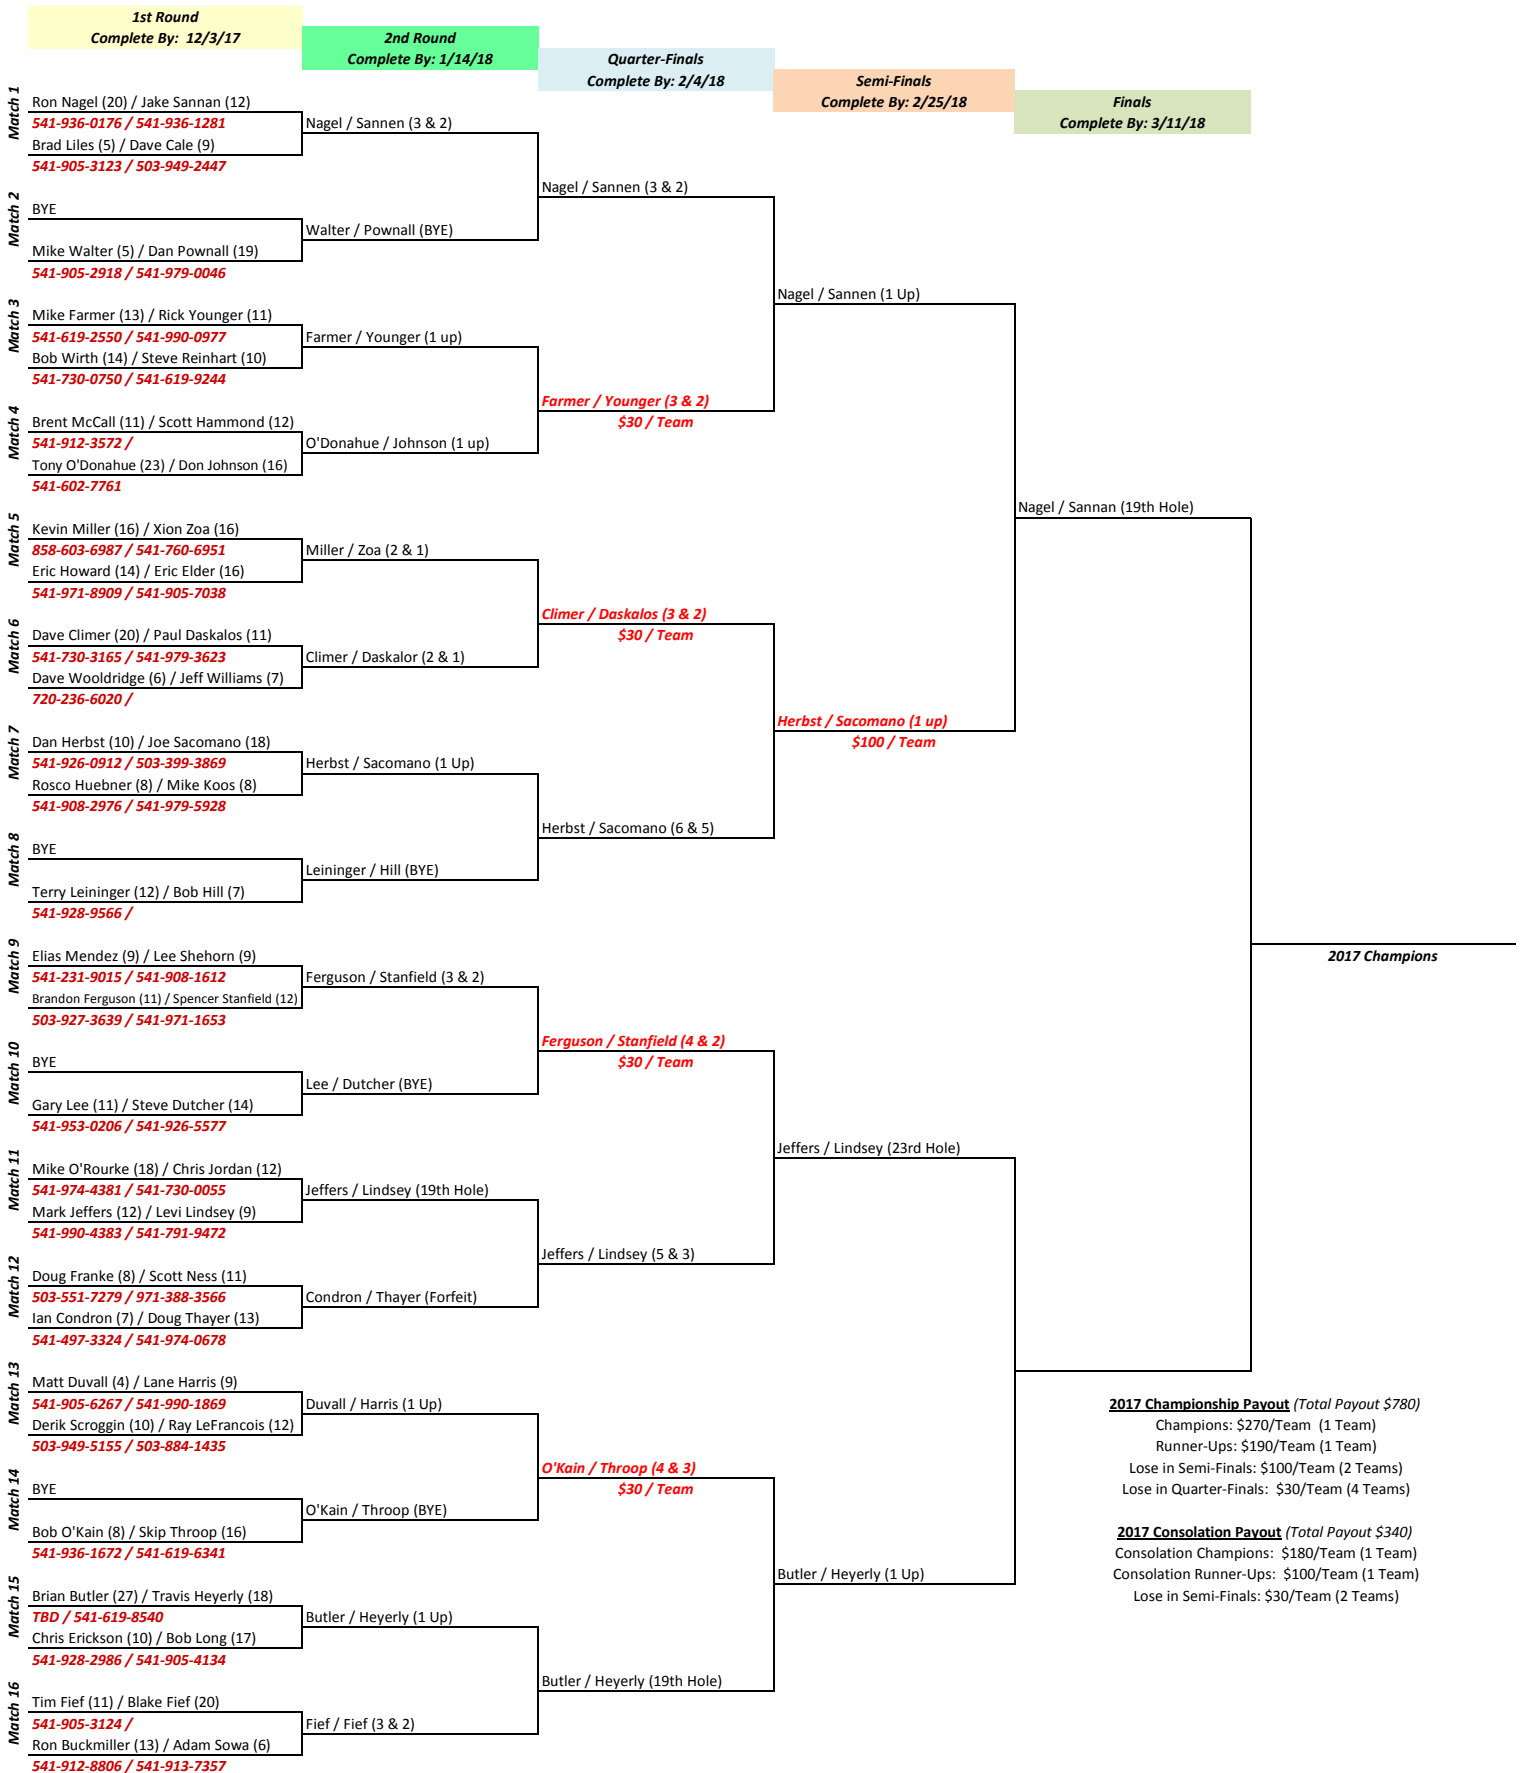 1st Round
Complete By:  12/3/17
2nd Round
Complete By: 1/14/18
Quarter-Finals
Complete By: 2/4/18
Semi-Finals
Complete By: 2/25/18
Finals
Complete By: 3/11/18
Match 1
Ron Nagel (20) / Jake Sannan (12)
541-936-0176 / 541-936-1281
Brad Liles (5) / Dave Cale (9)
541-905-3123 / 503-949-2447
Nagel / Sannen (3 & 2)
Match 2
BYE
Mike Walter (5) / Dan Pownall (19)
541-905-2918 / 541-979-0046
Walter / Pownall (BYE)
Nagel / Sannen (3 & 2)
Match 3
Mike Farmer (13) / Rick Younger (11)
541-619-2550 / 541-990-0977
Bob Wirth (14) / Steve Reinhart (10)
541-730-0750 / 541-619-9244
Farmer / Younger (1 up)
Match 4
Brent McCall (11) / Scott Hammond (12)
541-912-3572 /
Tony O'Donahue (23) / Don Johnson (16)
541-602-7761
O'Donahue / Johnson (1 up)
Farmer / Younger (3 & 2)
$30 / Team
Nagel / Sannen (1 Up)
Match 5
Kevin Miller (16) / Xion Zoa (16)
858-603-6987 / 541-760-6951
Eric Howard (14) / Eric Elder (16)
541-971-8909 / 541-905-7038
Miller / Zoa (2 & 1)
Match 6
Dave Climer (20) / Paul Daskalos (11)
541-730-3165 / 541-979-3623
Dave Wooldridge (6) / Jeff Williams (7)
720-236-6020 /
Climer / Daskalor (2 & 1)
Climer / Daskalos (3 & 2)
$30 / Team
Match 7
Dan Herbst (10) / Joe Sacomano (18)
541-926-0912 / 503-399-3869
Rosco Huebner (8) / Mike Koos (8)
541-908-2976 / 541-979-5928
Herbst / Sacomano (1 Up)
Match 8
BYE
Terry Leininger (12) / Bob Hill (7)
541-928-9566 /
Leininger / Hill (BYE)
Herbst / Sacomano (6 & 5)
Herbst / Sacomano (1 up)
$100 / Team
Nagel / Sannan (19th Hole)
Match 9
Elias Mendez (9) / Lee Shehorn (9)
541-231-9015 / 541-908-1612
Brandon Ferguson (11) / Spencer Stanfield (12)
503-927-3639 / 541-971-1653
Ferguson / Stanfield (3 & 2)
Match 10
BYE
Gary Lee (11) / Steve Dutcher (14)
541-953-0206 / 541-926-5577
Lee / Dutcher (BYE)
Ferguson / Stanfield (4 & 2)
$30 / Team
Match 11
Mike O'Rourke (18) / Chris Jordan (12)
541-974-4381 / 541-730-0055
Mark Jeffers (12) / Levi Lindsey (9)
541-990-4383 / 541-791-9472
Jeffers / Lindsey (19th Hole)
Match 12
Doug Franke (8) / Scott Ness (11)
503-551-7279 / 971-388-3566
Ian Condron (7) / Doug Thayer (13)
541-497-3324 / 541-974-0678
Condron / Thayer (Forfeit)
Jeffers / Lindsey (5 & 3)
Jeffers / Lindsey (23rd Hole)
Match 13
Matt Duvall (4) / Lane Harris (9)
541-905-6267 / 541-990-1869
Derik Scroggin (10) / Ray LeFrancois (12)
503-949-5155 / 503-884-1435
Duvall / Harris (1 Up)
Match 14
BYE
Bob O'Kain (8) / Skip Throop (16)
541-936-1672 / 541-619-6341
O'Kain / Throop (BYE)
O'Kain / Throop (4 & 3)
$30 / Team
Match 15
Brian Butler (27) / Travis Heyerly (18)
TBD / 541-619-8540
Chris Erickson (10) / Bob Long (17)
541-928-2986 / 541-905-4134
Butler / Heyerly (1 Up)
Match 16
Tim Fief (11) / Blake Fief (20)
541-905-3124 /
Ron Buckmiller (13) / Adam Sowa (6)
541-912-8806 / 541-913-7357
Fief / Fief (3 & 2)
Butler / Heyerly (19th Hole)
Butler / Heyerly (1 Up)
2017 Champions
2017 Championship Payout (Total Payout $780)
Champions: $270/Team  (1 Team)
Runner-Ups: $190/Team (1 Team)
Lose in Semi-Finals: $100/Team (2 Teams)
Lose in Quarter-Finals:  $30/Team (4 Teams)
2017 Consolation Payout (Total Payout $340)
Consolation Champions:  $180/Team (1 Team)
Consolation Runner-Ups:  $100/Team (1 Team)
Lose in Semi-Finals: $30/Team (2 Teams)